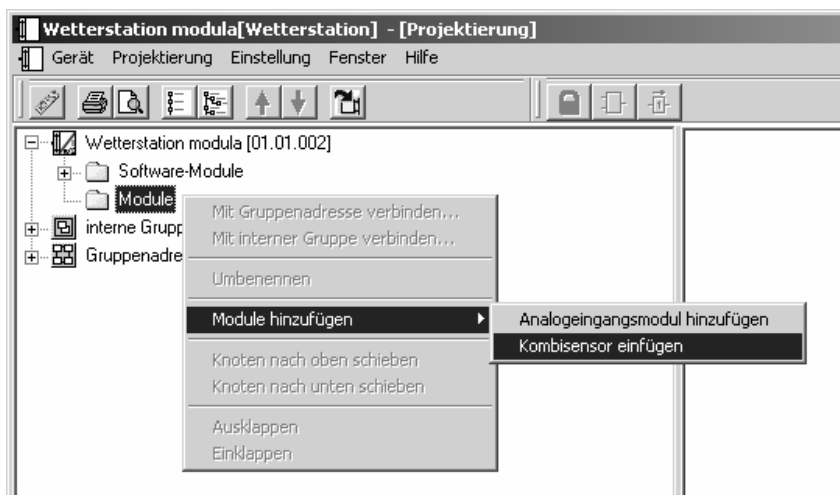 Wetterstation modula[Wetterstation] - [Projektierung]
Gerät Projektierung Einstellung Fenster Hilfe
Wetterstation modula [01.01.002]
Software-Module
Module
interne Grupp
Gruppenadre
Mit Gruppenadresse verbinden...
Mit interner Gruppe verbinden...
Umbenennen
Module hinzufügen
Analogeingangsmodul hinzufügen
Kombisensor einfügen
Knoten nach oben schieben
Knoten nach unten schieben
Ausklappen
Einklappen